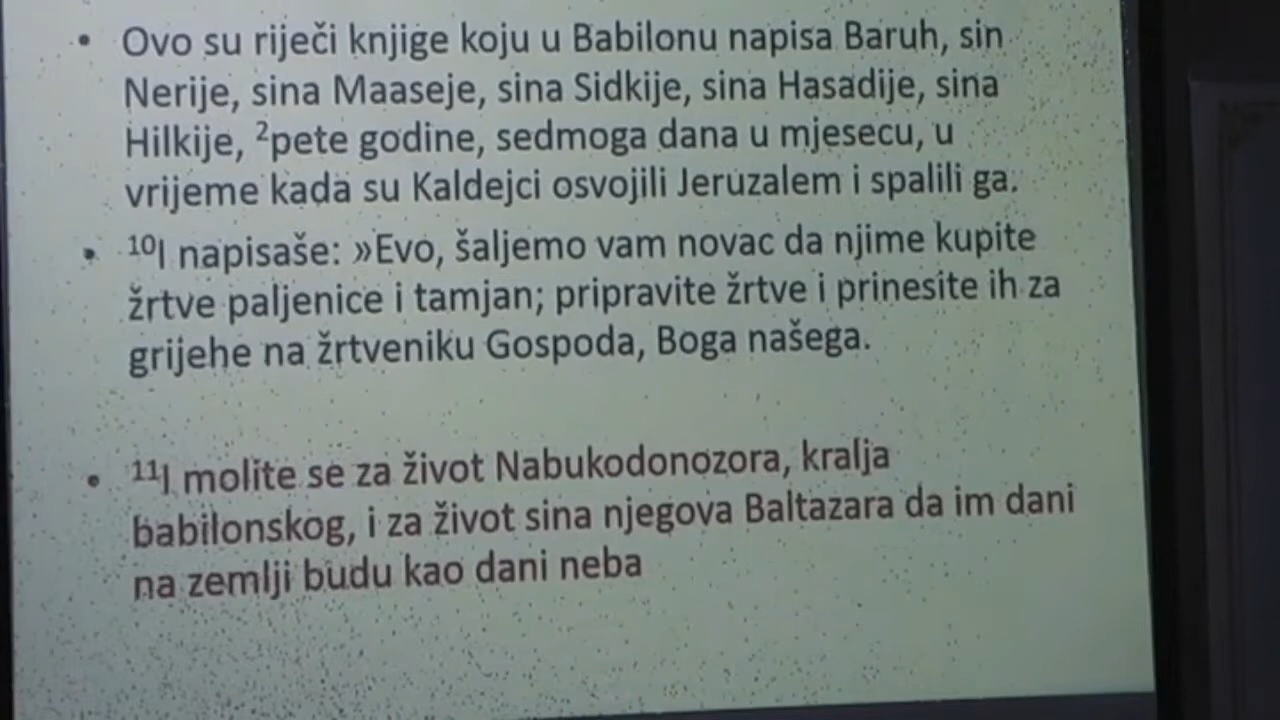 • Ovo su riječi knjige koju u Babilonu napisa Baruh, sin
Nerije, sina Maaseje, sina Sidkije, sina Hasadije, sina
Hilkije, ²pete godine, sedmoga dana u mjesecu, u
vrijeme kada su Kaldejci osvojili Jeruzalem i spalili ga.
• ¹⁰I napisaše: »Evo, šaljemo vam novac da njime kupite
žrtve paljenice i tamjan; pripravite žrtve i prinesite ih za
grijehe na žrtveniku Gospoda, Boga našega.
• ¹¹I molite se za život Nabukodonozora, kralja
babilonskog, i za život sina njegova Baltazara da im dani
na zemlji budu kao dani neba